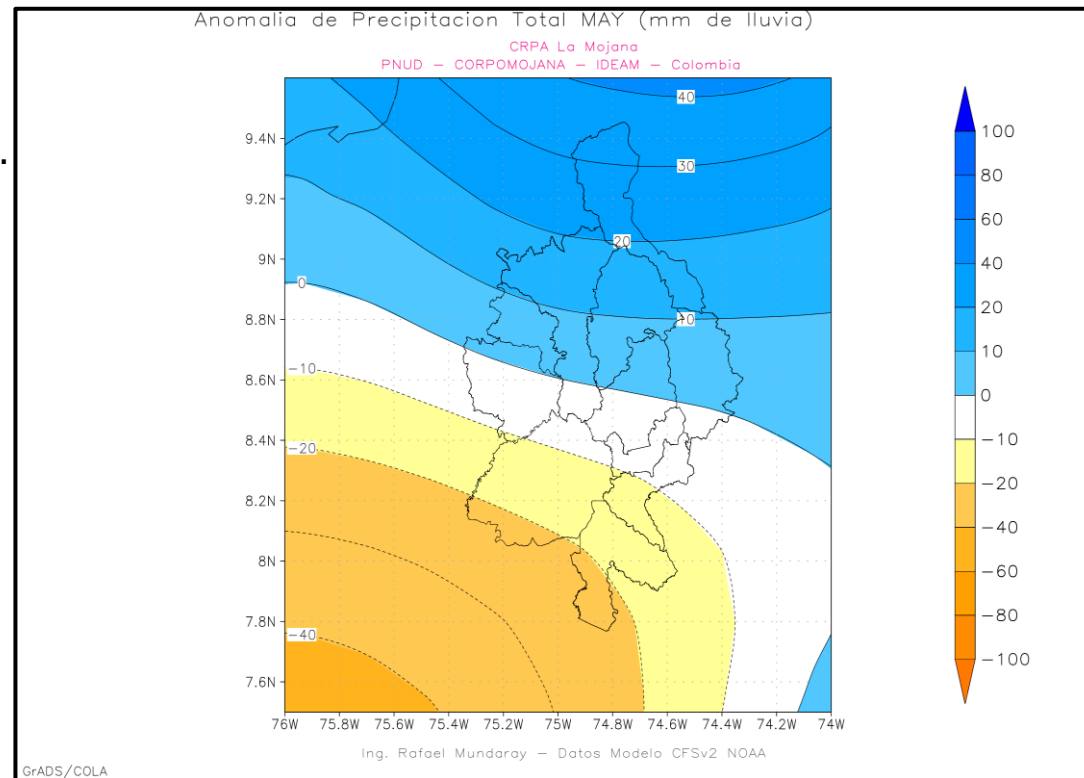 Anomalia de Precipitacion Total MAY (mm de lluvia)
CRPA La Mojana
PNUD – CORPOMOJANA – IDEAM – Colombia
.
40
30
20
10
0
−10
−20
−40
9.4N
9.2N
9N
8.8N
8.6N
8.4N
8.2N
8N
7.8N
7.6N
76W 75.8W 75.6W 75.4W 75.2W 75W 74.8W 74.6W 74.4W 74.2W 74W
100
80
60
40
20
10
0
−10
−20
−40
−60
−80
−100
Ing. Rafael Mundaray – Datos Modelo CFSv2 NOAA
GrADS/COLA